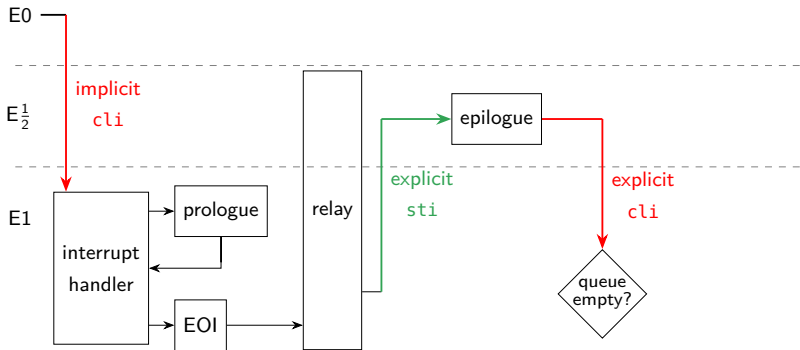 E0
implicit
cli
E½
epilogue
explicit
sti
explicit
cli
E1
prologue
relay
interrupt
handler
queue
empty?
EOI